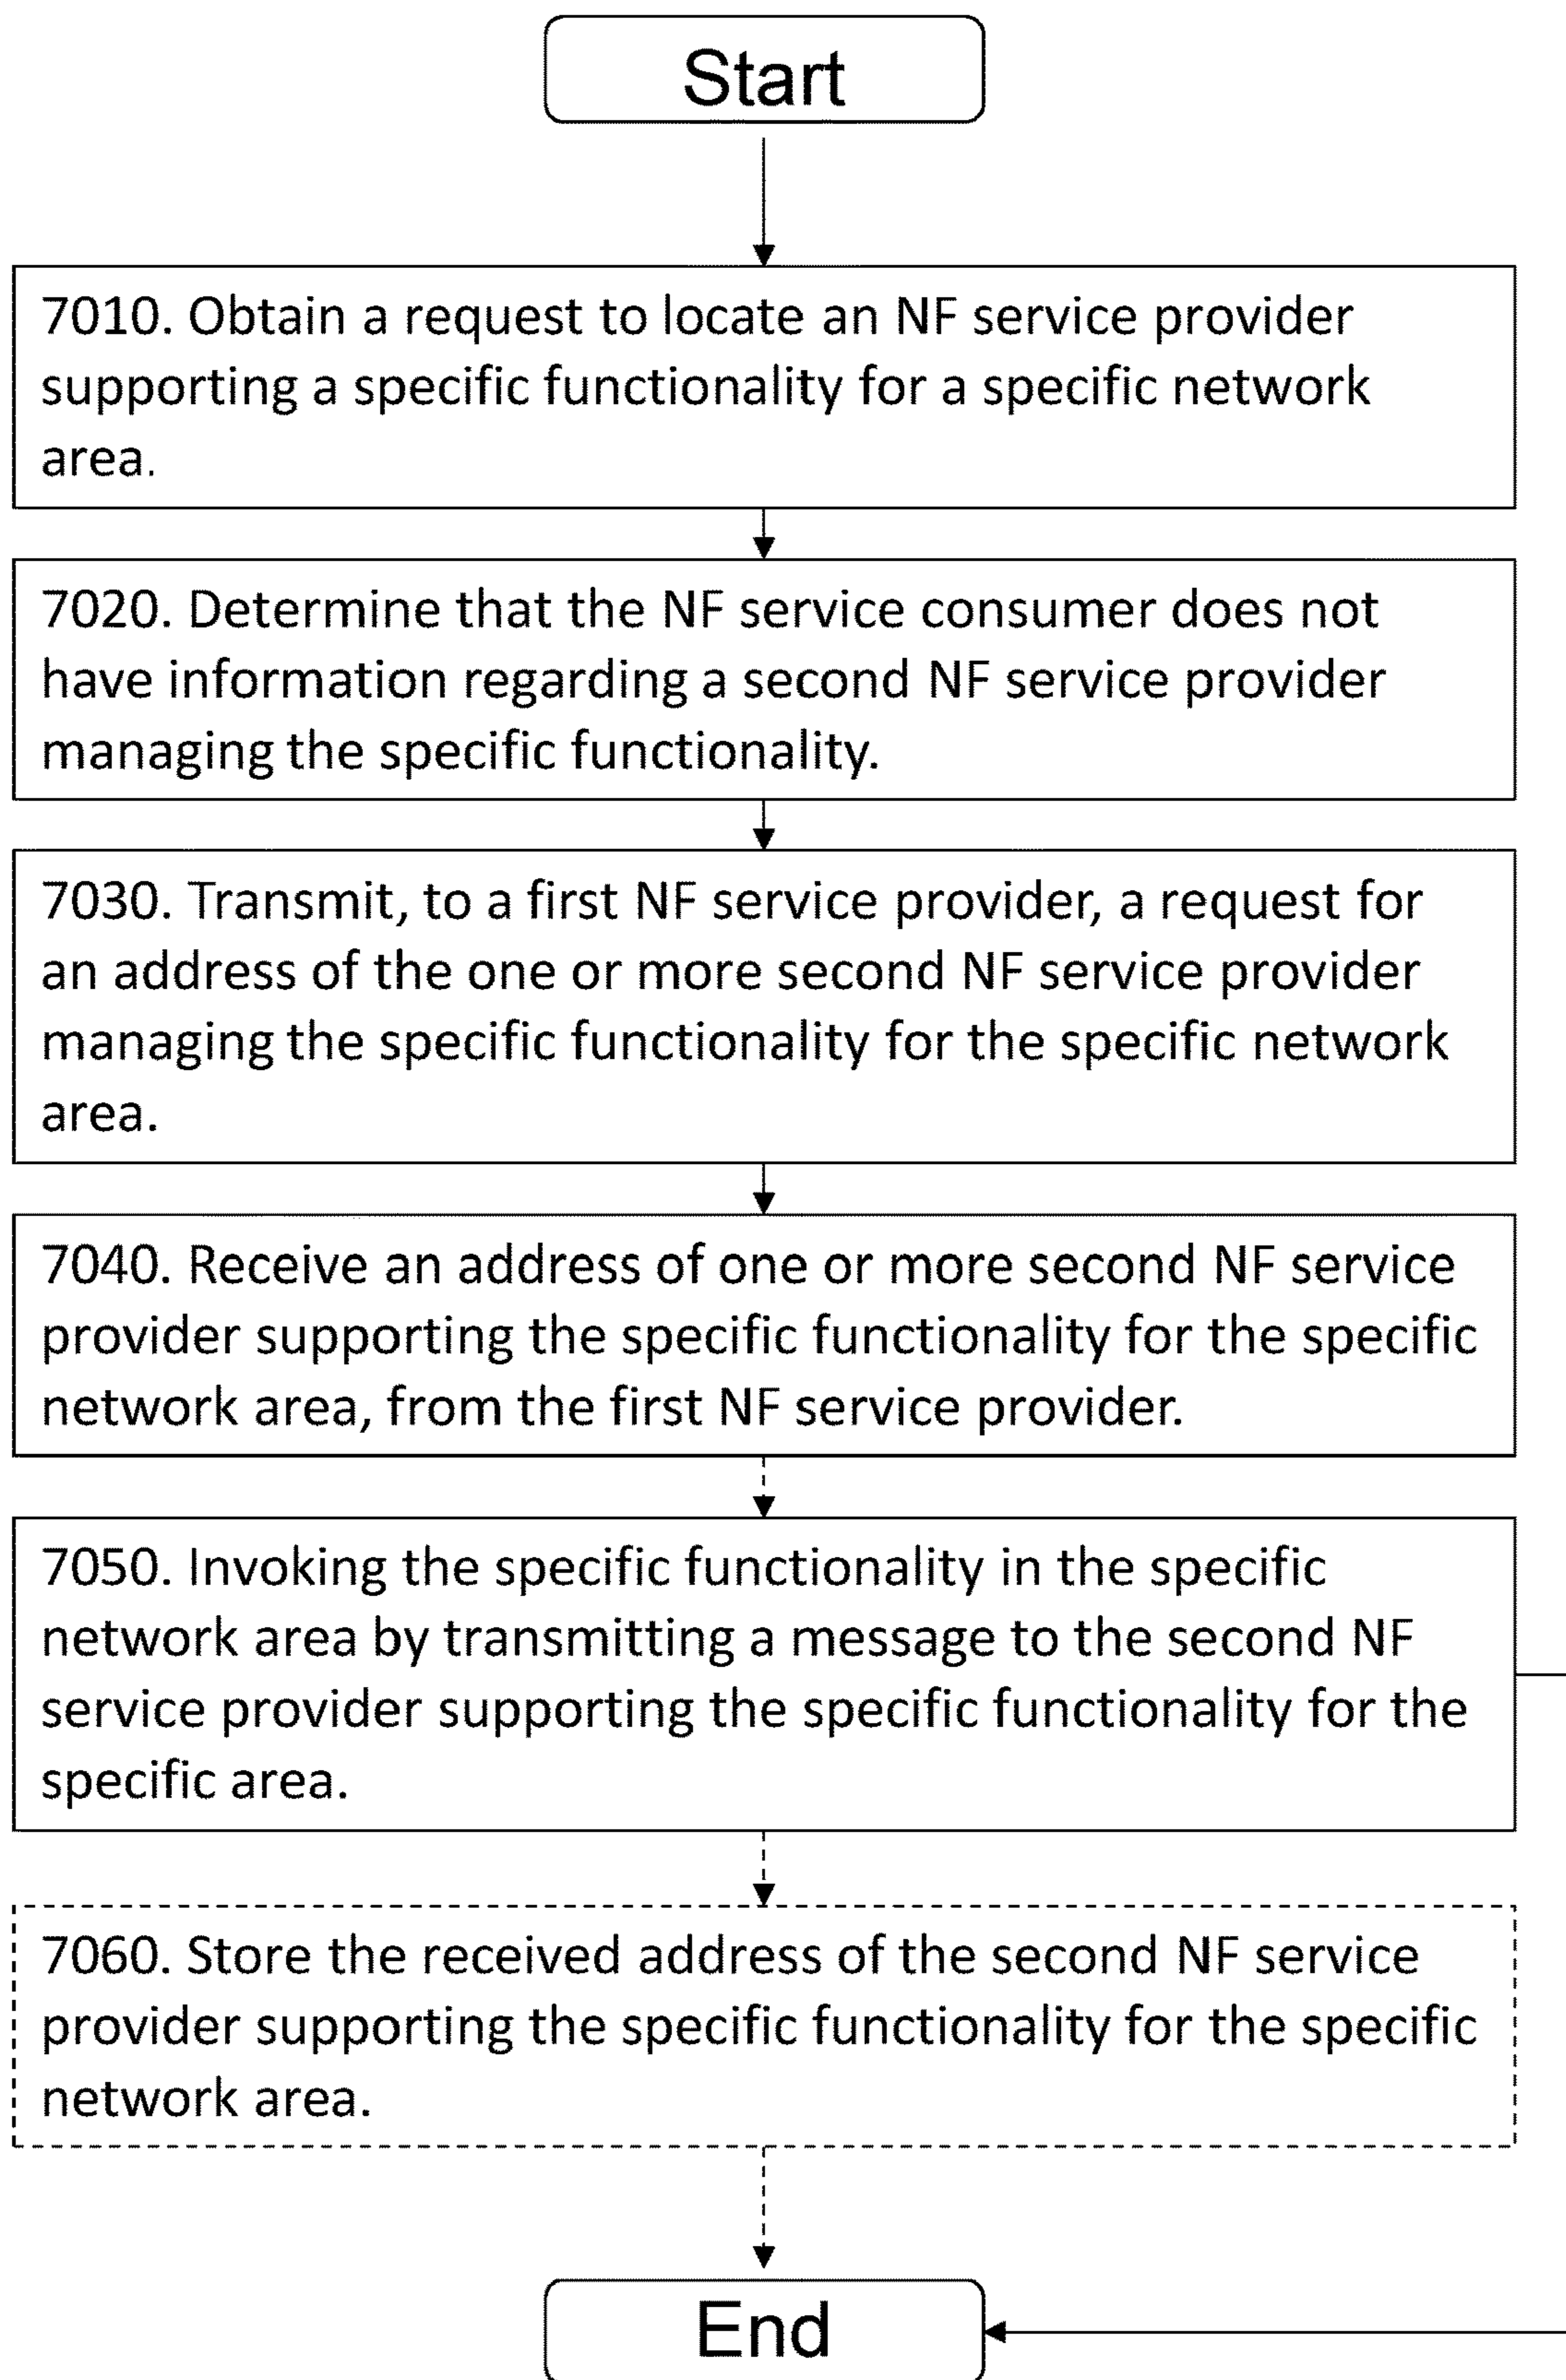 Start
7010. Obtain a request to locate an NF service provider
supporting a specific functionality for a specific network
area.
7020. Determine that the NF service consumer does not
have information regarding a second NF service provider
managing the specific functionality.
7030. Transmit, to a first NF service provider, a request for
an address of the one or more second NF service provider
managing the specific functionality for the specific network
area.
7040. Receive an address of one or more second NF service
provider supporting the specific functionality for the specific
network area, from the first NF service provider.
7050. Invoking the specific functionality in the specific
network area by transmitting a message to the second NF
service provider supporting the specific functionality for the
specific area.
7060. Store the received address of the second NF service
provider supporting the specific functionality for the specific
network area.
End